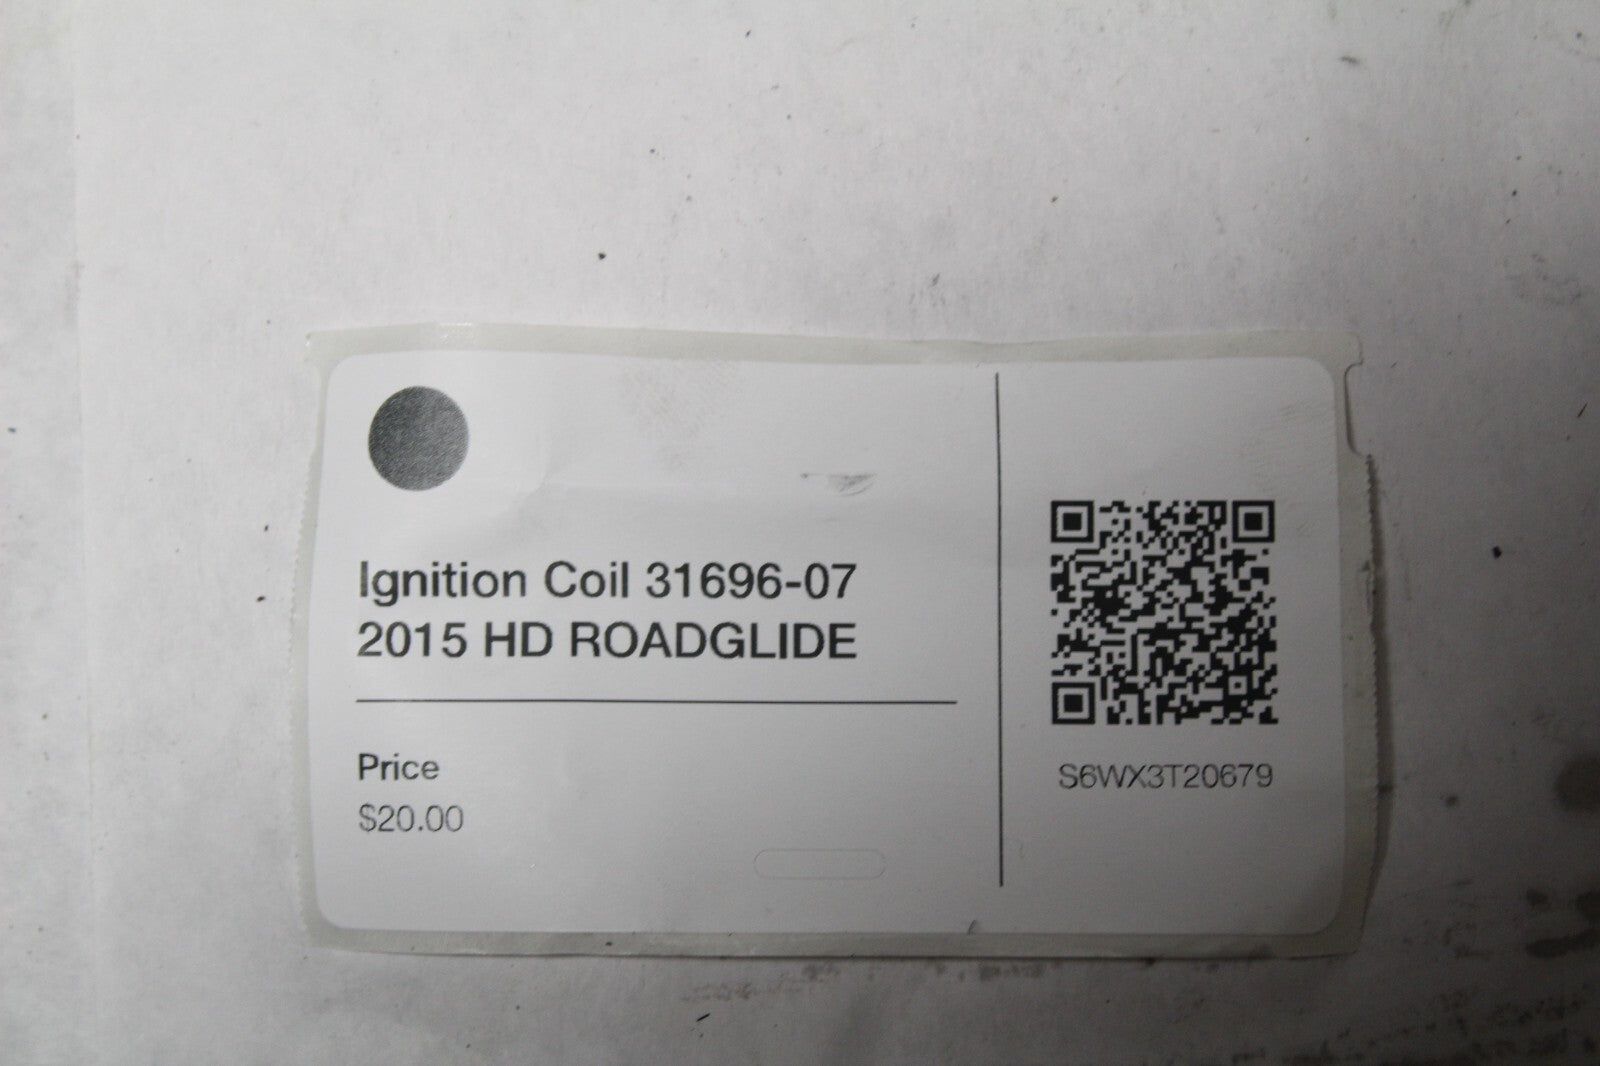 Ignition Coil 31696-07
2015 HD ROADGLIDE
Price
$20.00
S6WX3T20679